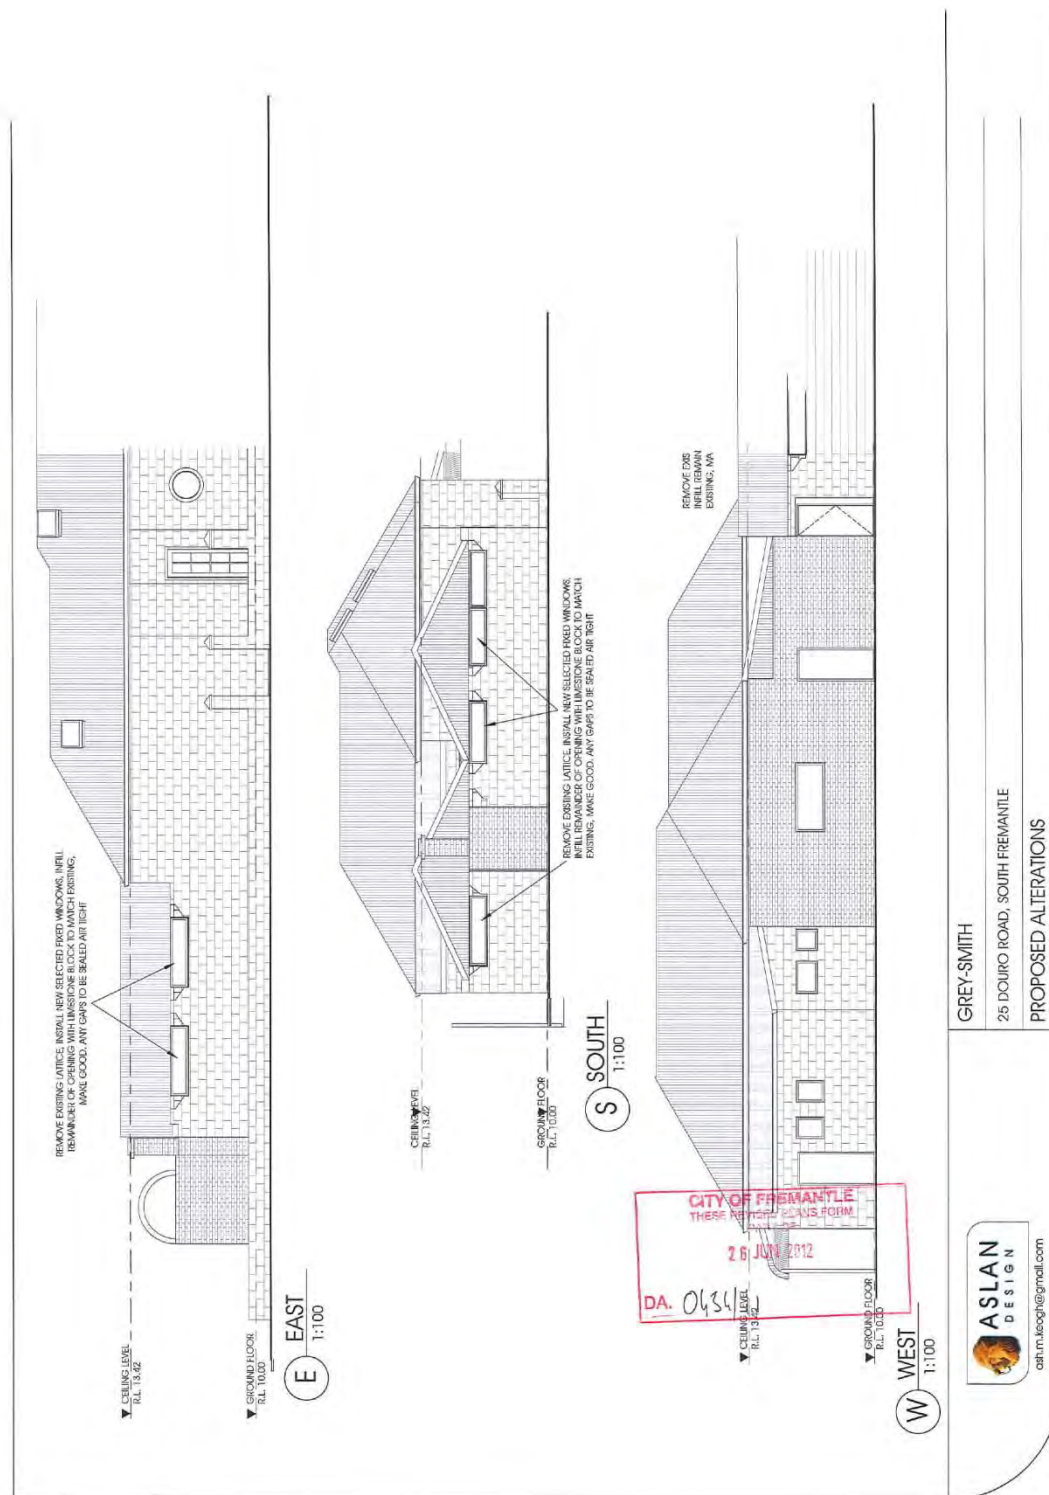 REMOVE EXISTING LATTICE, INSTALL NEW SELECTED FIXED WINDOWS, INFILL
REMAINDER OF OPENING WITH LIMESTONE BLOCK TO MATCH EXISTING,
MAKE GOOD. ANY GAPS TO BE SEALED AIR TIGHT
CEILING LEVEL
R.L. 13.42
GROUND FLOOR
R.L. 10.00
E EAST
1:100
REMOVE EXISTING LATTICE, INSTALL NEW SELECTED FIXED WINDOWS,
INFILL REMAINDER OF OPENING WITH LIMESTONE BLOCK TO MATCH
EXISTING, MAKE GOOD. ANY GAPS TO BE SEALED AIR TIGHT
CEILING LEVEL
R.L. 13.42
GROUND FLOOR
R.L. 10.00
S SOUTH
1:100
REMOVE EXIS
INFILL REMAIN
EXISTING, MA
CITY OF FREMANTLE
THESE REVISED PLANS FORM
26 JUN 2012
DA. 0434/
CEILING LEVEL
R.L. 13.42
GROUND FLOOR
R.L. 10.00
W WEST
1:100
ASLAN
DESIGN
ash.m.keogh@gmail.com
GREY-SMITH
25 DOURO ROAD, SOUTH FREMANTLE
PROPOSED ALTERATIONS